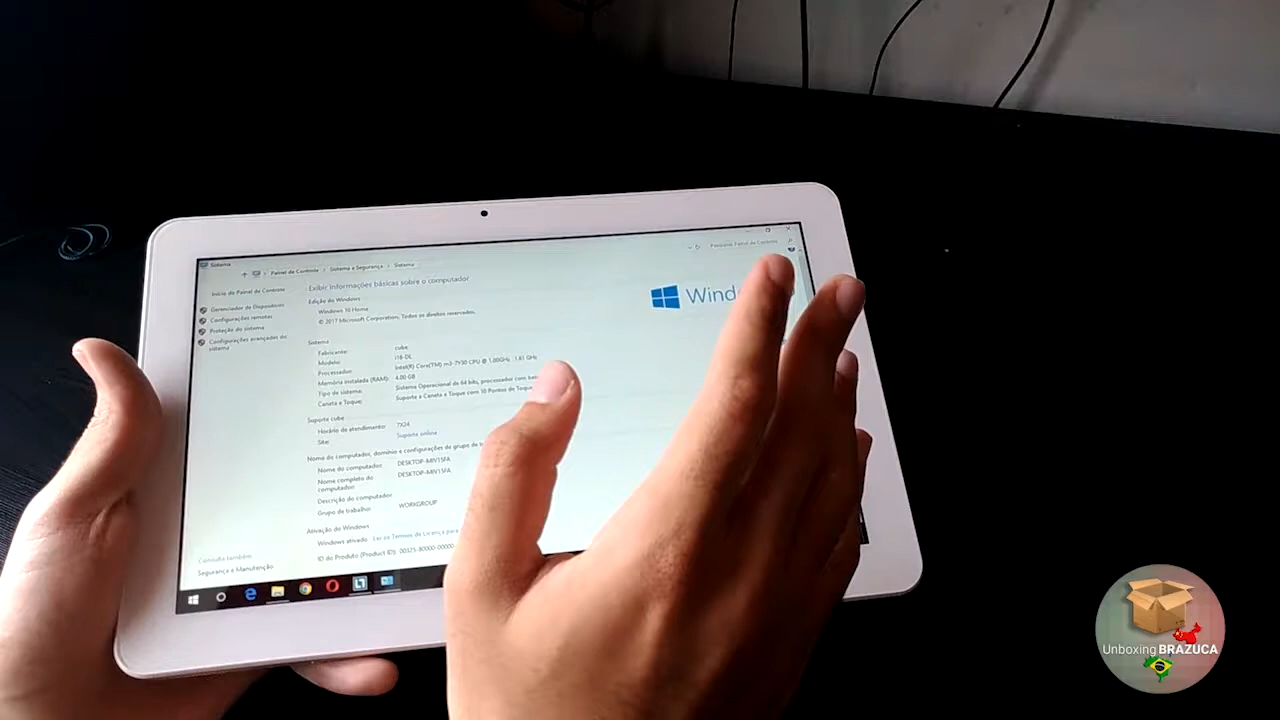 Sistema
Painel de Controle > Sistema e Segurança > Sistema
Pesquisar Painel de Controle
Início do Painel de Controle
Gerenciador de Dispositivos
Configurações remotas
Proteção do sistema
Configurações avançadas do
sistema
Exibir informações básicas sobre o computador
Edição do Windows
Windows 10 Home
© 2017 Microsoft Corporation. Todos os direitos reservados.
Wind
Sistema
Fabricante: cube
Modelo: i16-DL
Processador: Intel(R) Core(TM) m3-7Y30 CPU @ 1.00GHz 1.61 GHz
Memória instalada (RAM): 4,00 GB
Tipo de sistema: Sistema Operacional de 64 bits, processador com
Caneta e Toque: Suporte a Caneta e Toque com 10 Pontos de Toque
Suporte cube
Horário de atendimento: 7X24
Site: Suporte online
Nome do computador, domínio e configurações de grupo de
Nome do computador: DESKTOP-MIV15FA
Nome completo do DESKTOP-MIV15FA
computador:
Descrição do computador:
Grupo de trabalho: WORKGROUP
Ativação do Windows
Windows ativado Ler os Termos de Licença para
ID do Produto (Product ID): 00325-80000-00000
Consulte também
Segurança e Manutenção
Unboxing BRAZUCA